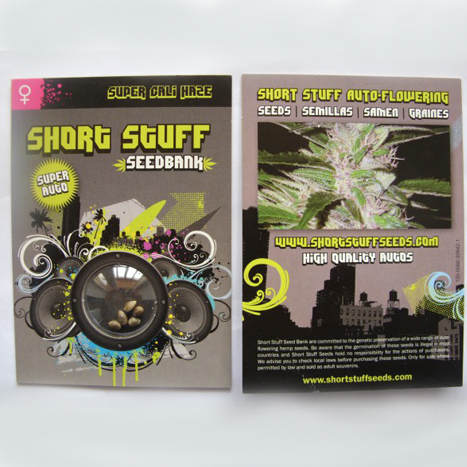 SUPER CALI HAZE
SHORT STUFF
SEEDBANK
SUPER
AUTO
SHORT STUFF AUTO-FLOWERING
SEEDS | SEMILLAS | SAMEN | GRAINES
WWW.SHORTSTUFFSEEDS.COM
HIGH QUALITY AUTOS
Short Stuff Seed Bank are committed to the genetic preservation of a wide range of auto
flowering hemp seeds. Be aware that the germination of these seeds is illegal in most
countries and Short Stuff Seeds hold no responsibility for the actions of purchasers.
We advise you to check local laws before purchasing these seeds. Only for sale where
permitted by law and sold as adult souvenirs.
www.shortstuffseeds.com